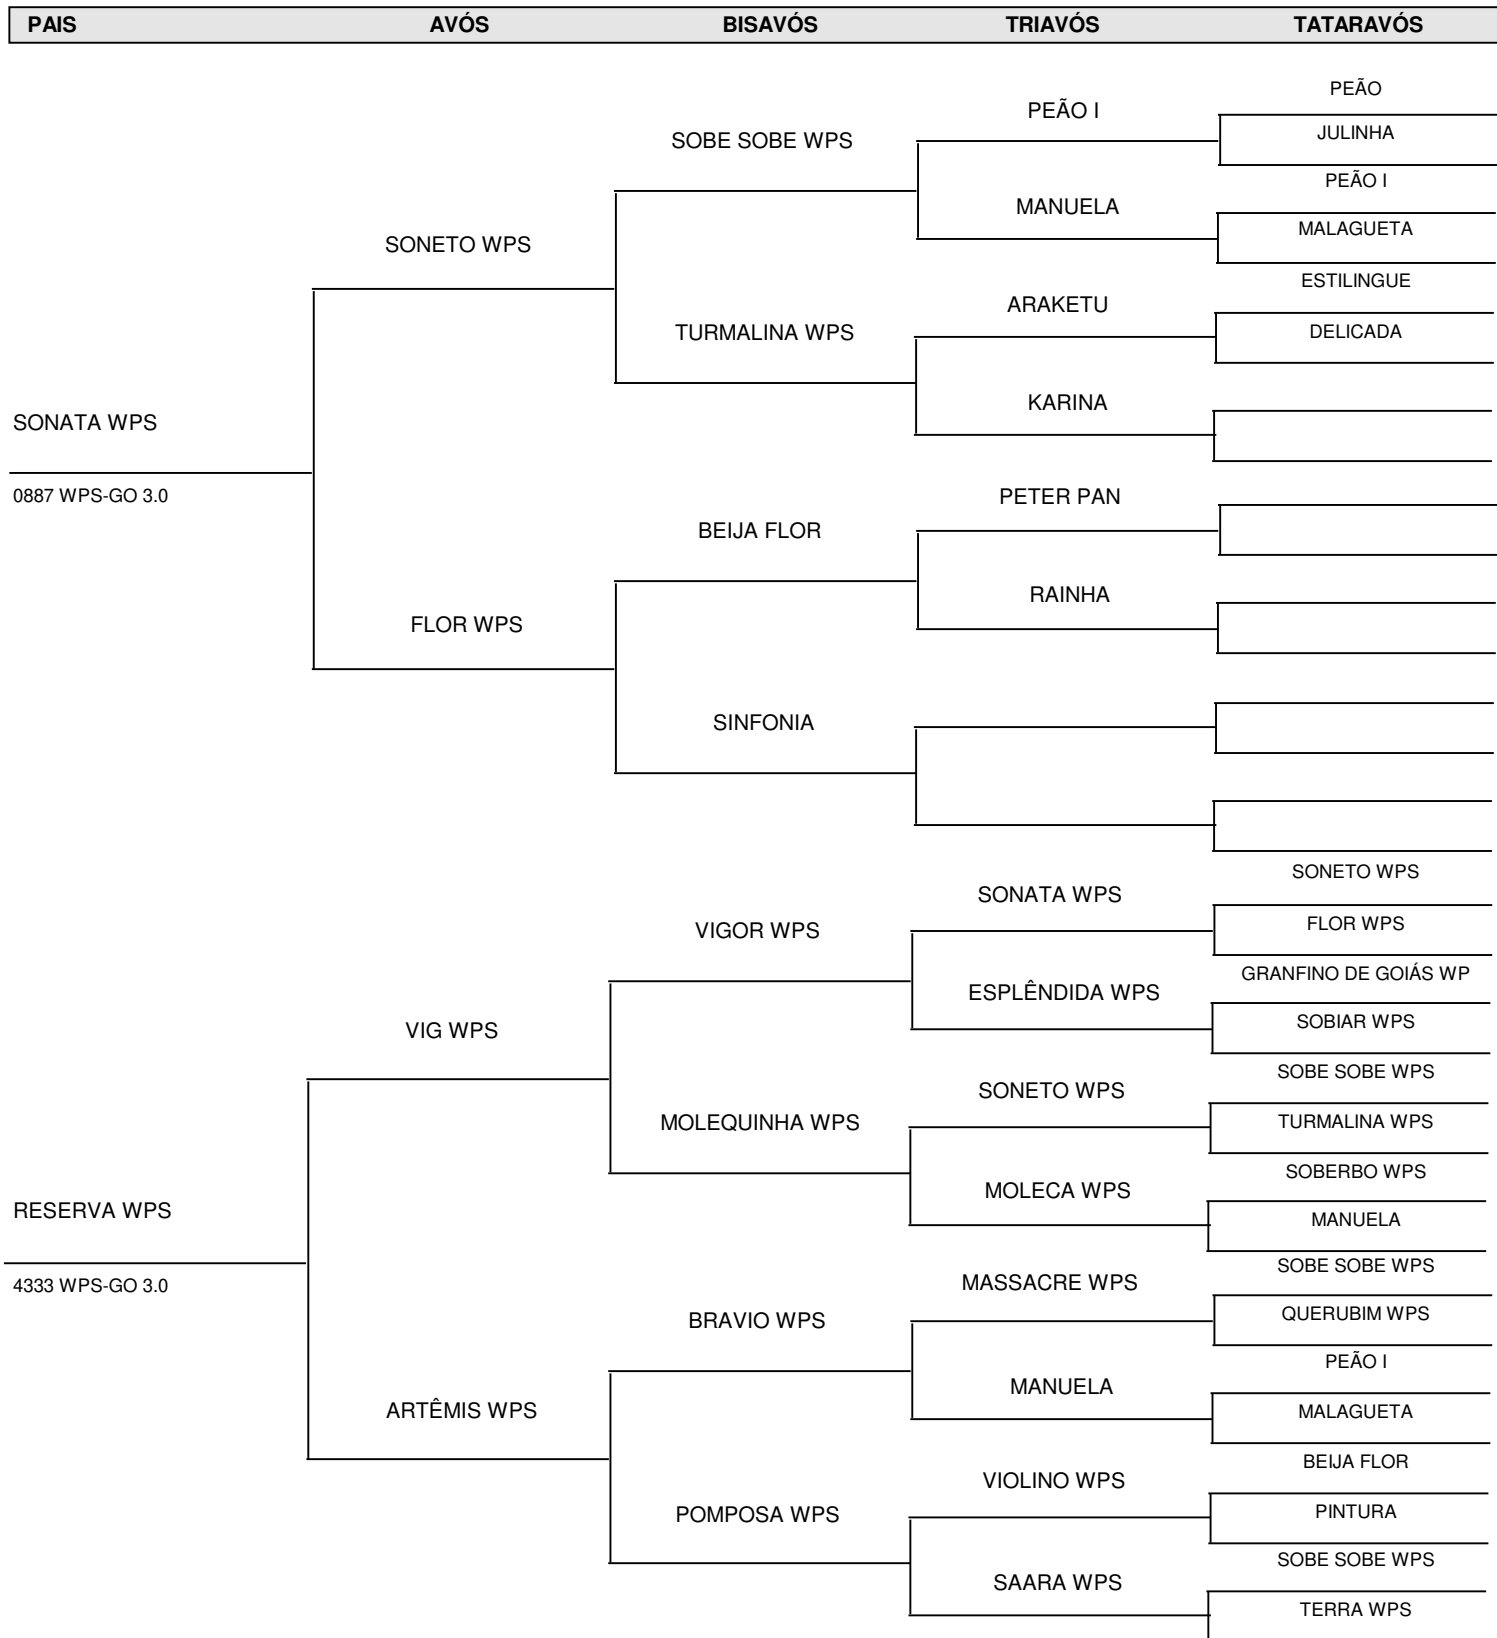 PAIS AVÓS BISAVÓS TRIAVÓS TATARAVÓS
PEÃO
PEÃO I
JULINHA
SOBE SOBE WPS
PEÃO I
MANUELA
MALAGUETA
SONETO WPS
ESTILINGUE
ARAKETU
DELICADA
TURMALINA WPS
KARINA
SONATA WPS
0887 WPS-GO 3.0
PETER PAN
BEIJA FLOR
RAINHA
FLOR WPS
SINFONIA
SONETO WPS
SONATA WPS
FLOR WPS
VIGOR WPS
GRANFINO DE GOIÁS WP
ESPLÊNDIDA WPS
SOBIAR WPS
VIG WPS
SOBE SOBE WPS
SONETO WPS
TURMALINA WPS
MOLEQUINHA WPS
SOBERBO WPS
MOLECA WPS
RESERVA WPS
MANUELA
SOBE SOBE WPS
4333 WPS-GO 3.0
MASSACRE WPS
QUERUBIM WPS
BRAVIO WPS
PEÃO I
MANUELA
ARTÊMIS WPS
MALAGUETA
BEIJA FLOR
VIOLINO WPS
PINTURA
POMPOSA WPS
SOBE SOBE WPS
SAARA WPS
TERRA WPS